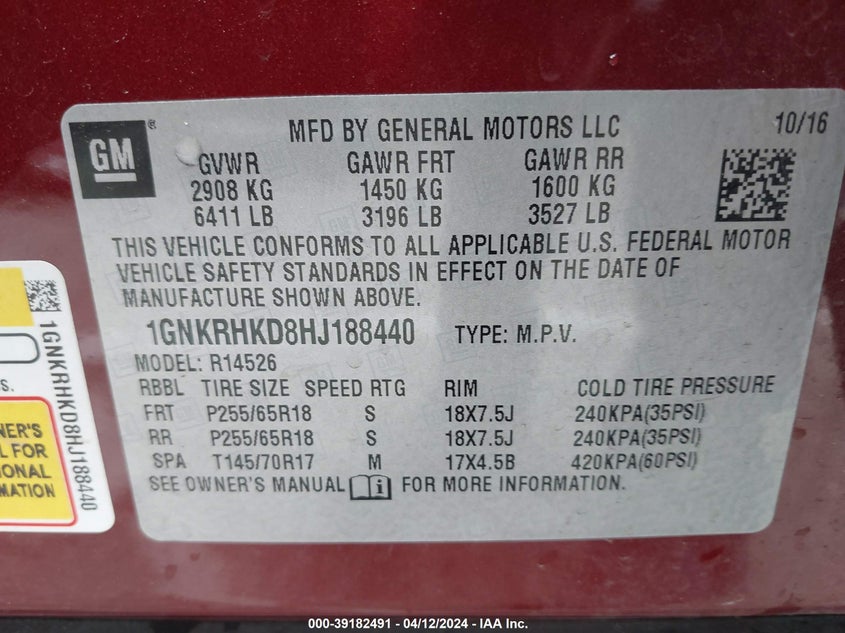 GM®
MFD BY GENERAL MOTORS LLC
10/16
GVWR GAWR FRT GAWR RR
2908 KG 1450 KG 1600 KG
6411 LB 3196 LB 3527 LB
THIS VEHICLE CONFORMS TO ALL APPLICABLE U.S. FEDERAL MOTOR
VEHICLE SAFETY STANDARDS IN EFFECT ON THE DATE OF
MANUFACTURE SHOWN ABOVE.
1GNKRHKD8HJ188440 TYPE: M.P.V.
MODEL: R14526
RBBL TIRE SIZE SPEED RTG RIM COLD TIRE PRESSURE
FRT P255/65R18 S 18X7.5J 240KPA(35PSI)
RR P255/65R18 S 18X7.5J 240KPA(35PSI)
SPA T145/70R17 M 17X4.5B 420KPA(60PSI)
SEE OWNER'S MANUAL FOR MORE INFORMATION.
1GNKRHKD8HJ188440
S.
NER'S
L FOR
IONAL
MATION
000-39182491 - 04/12/2024 - IAA Inc.